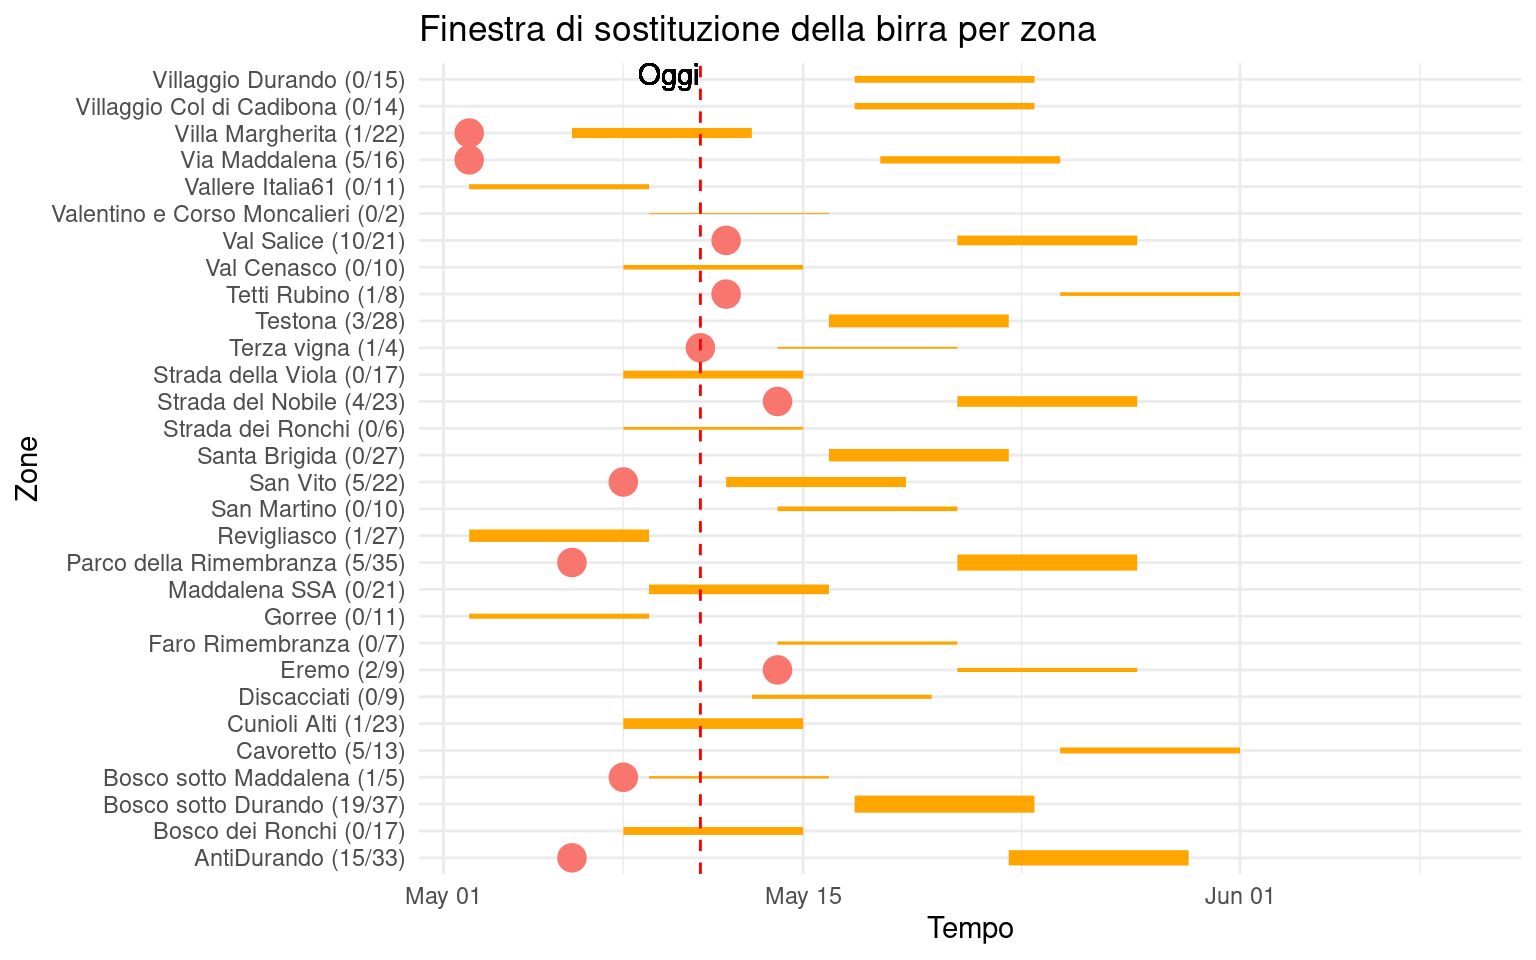 Finestra di sostituzione della birra per zona
Oggi
Villaggio Durando (0/15)
Villaggio Col di Cadibona (0/14)
Villa Margherita (1/22)
Via Maddalena (5/16)
Vallere Italia61 (0/11)
Valentino e Corso Moncalieri (0/2)
Val Salice (10/21)
Val Cenasco (0/10)
Tetti Rubino (1/8)
Testona (3/28)
Terza vigna (1/4)
Strada della Viola (0/17)
Strada del Nobile (4/23)
Strada dei Ronchi (0/6)
Santa Brigida (0/27)
San Vito (5/22)
San Martino (0/10)
Revigliasco (1/27)
Parco della Rimembranza (5/35)
Maddalena SSA (0/21)
Gorree (0/11)
Faro Rimembranza (0/7)
Eremo (2/9)
Discacciati (0/9)
Cunioli Alti (1/23)
Cavoretto (5/13)
Bosco sotto Maddalena (1/5)
Bosco sotto Durando (19/37)
Bosco dei Ronchi (0/17)
AntiDurando (15/33)
Zone
May 01 May 15 Jun 01
Tempo